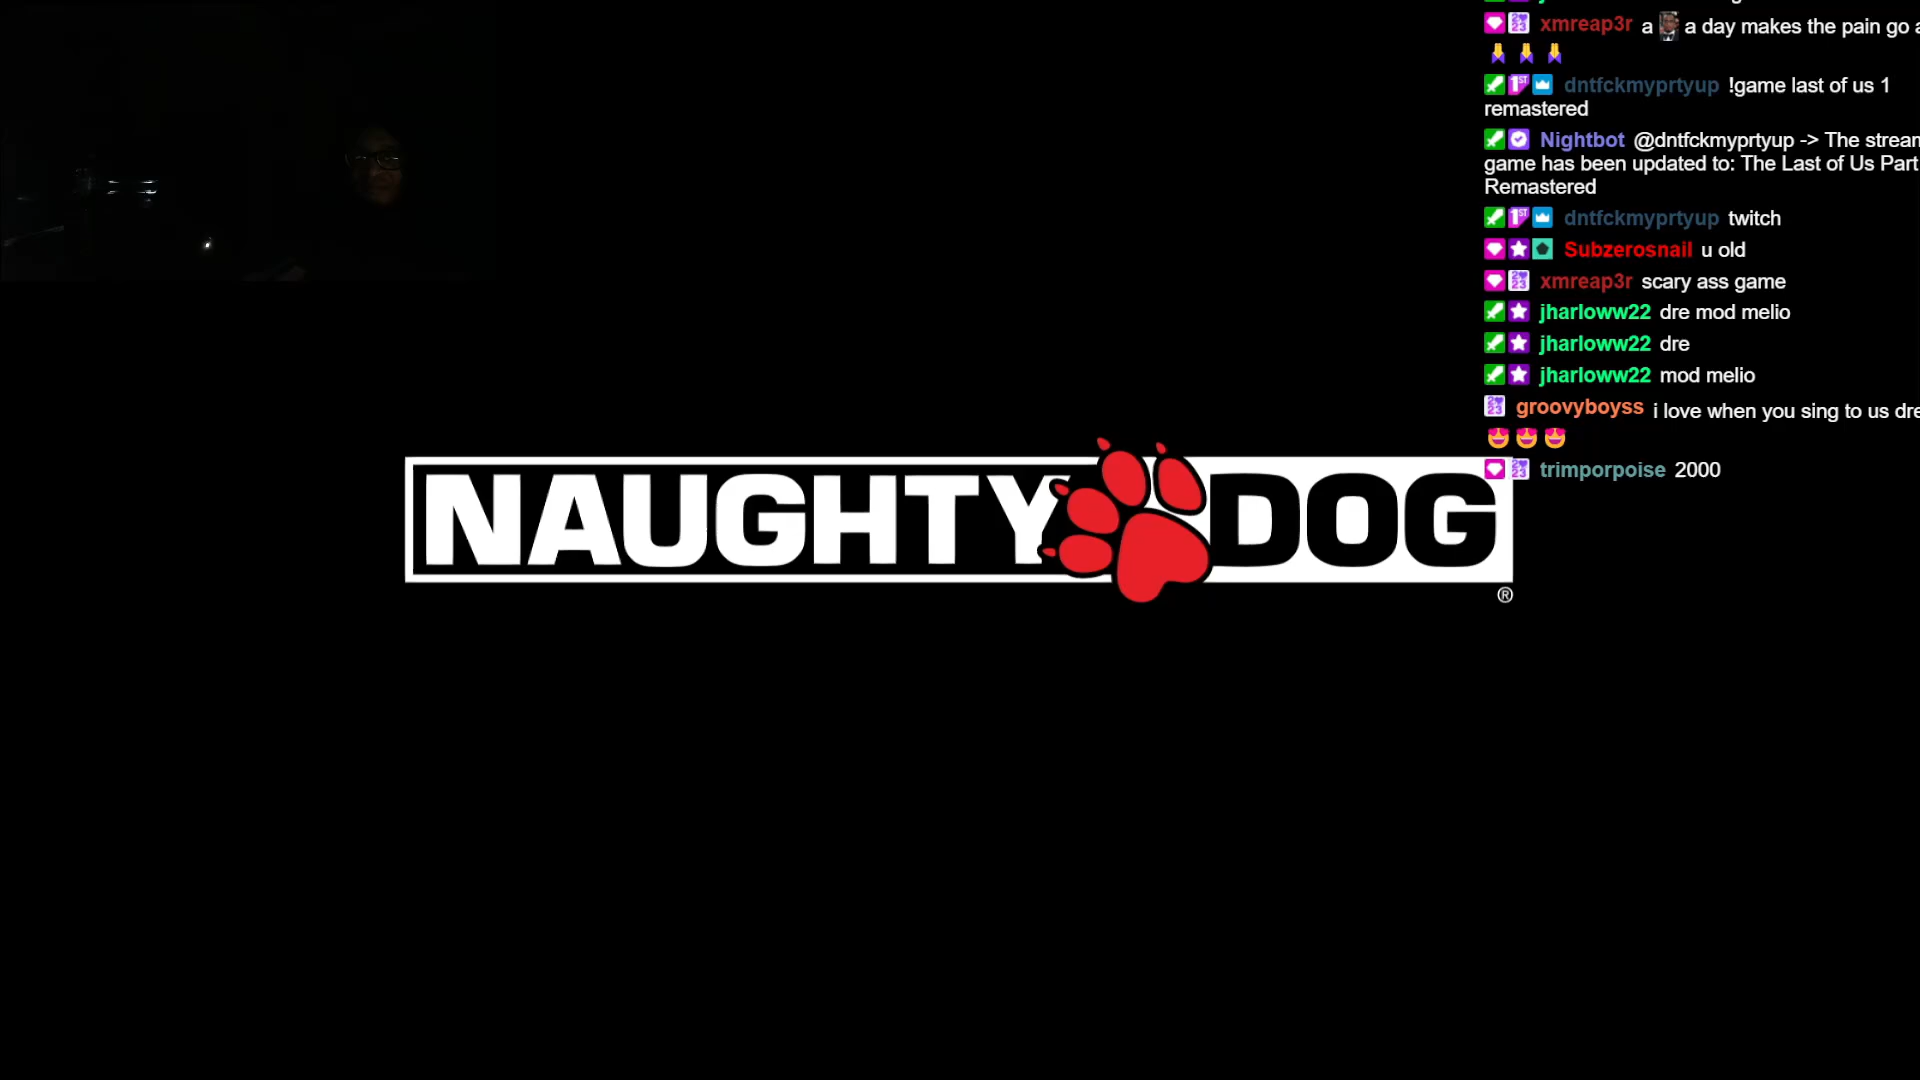 xmreap3r a a day makes the pain go a
dntfckmyprtyup !game last of us 1
remastered
Nightbot @dntfckmyprtyup -> The stream
game has been updated to: The Last of Us Part
Remastered
dntfckmyprtyup twitch
Subzerosnail u old
xmreap3r scary ass game
jharloww22 dre mod melio
jharloww22 dre
jharloww22 mod melio
groovyboyss i love when you sing to us dre
trimporpoise 2000
NAUGHTY DOG
®